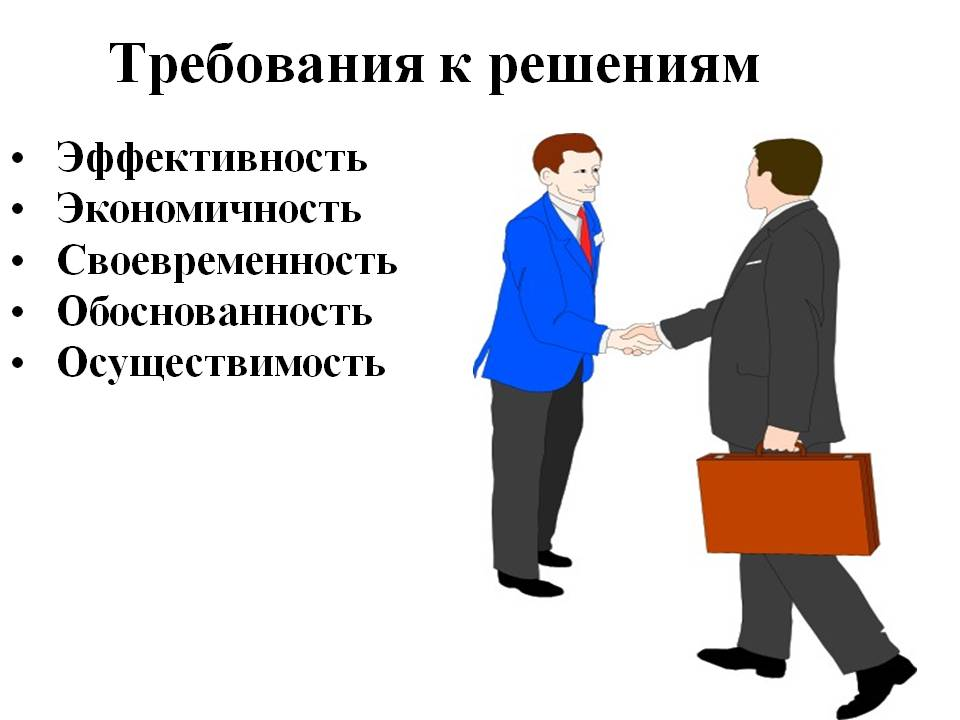 Требования к решениям
• Эффективность
• Экономичность
• Своевременность
• Обоснованность
• Осуществимость